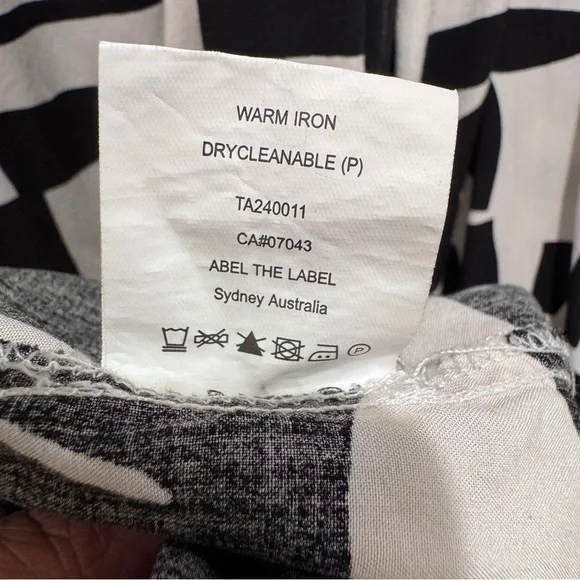 WARM IRON
DRYCLEANABLE (P)
TA240011
CA#07043
ABEL THE LABEL
Sydney Australia
P